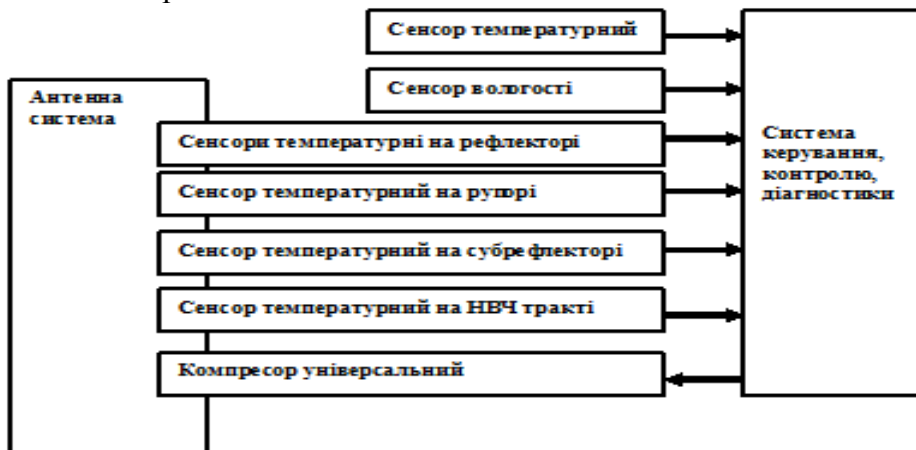 Сенсор температурний
Сенсор вологості
Антенна
система
Сенсори температурні на рефлекторі
Сенсор температурний на рупорі
Сенсор температурний на субрефлекторі
Сенсор температурний на НВЧ тракті
Компресор універсальний
Система
керування,
контролю,
діагностики